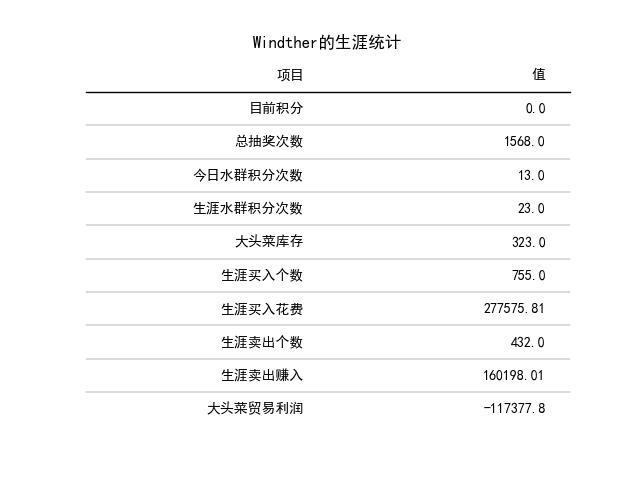 Windther的生涯统计
项目 值
目前积分 0.0
总抽奖次数 1568.0
今日水群积分次数 13.0
生涯水群积分次数 23.0
大头菜库存 323.0
生涯买入个数 755.0
生涯买入花费 277575.81
生涯卖出个数 432.0
生涯卖出赚入 160198.01
大头菜贸易利润 -117377.8